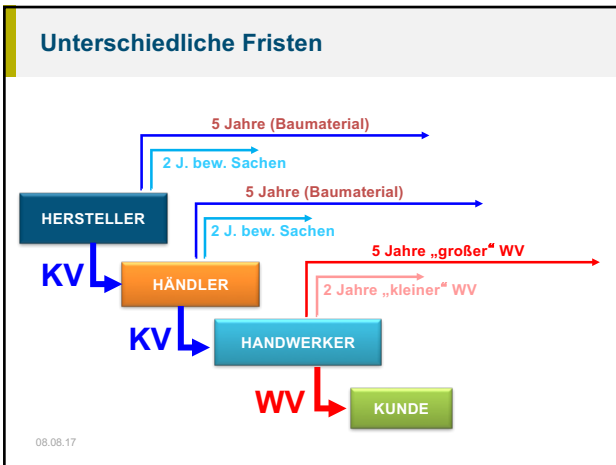 Unterschiedliche Fristen
5 Jahre (Baumaterial)
2 J. bew. Sachen
HERSTELLER
5 Jahre (Baumaterial)
2 J. bew. Sachen
KV
HÄNDLER
5 Jahre „großer“ WV
2 Jahre „kleiner“ WV
KV
HANDWERKER
WV
KUNDE
08.08.17